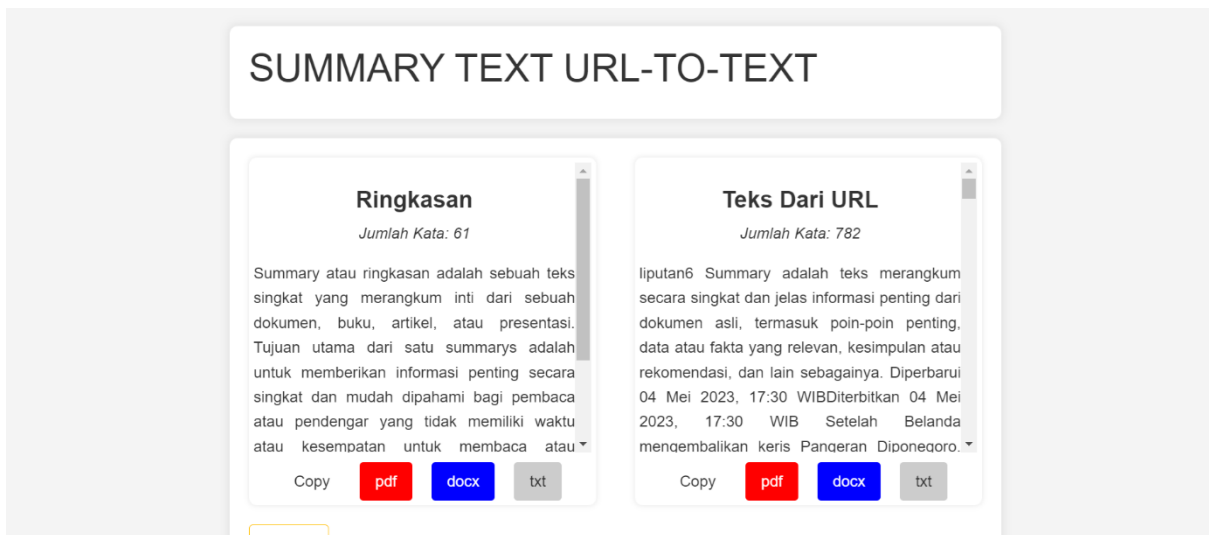 SUMMARY TEXT URL-TO-TEXT
Ringkasan
Jumlah Kata: 61
Summary atau ringkasan adalah sebuah teks
singkat yang merangkum inti dari sebuah
dokumen, buku, artikel, atau presentasi.
Tujuan utama dari satu summarys adalah
untuk memberikan informasi penting secara
singkat dan mudah dipahami bagi pembaca
atau pendengar yang tidak memiliki waktu
atau kesempatan untuk membaca atau
Copy pdf docx txt
Teks Dari URL
Jumlah Kata: 782
liputan6 Summary adalah teks merangkum
secara singkat dan jelas informasi penting dari
dokumen asli, termasuk poin-poin penting,
data atau fakta yang relevan, kesimpulan atau
rekomendasi, dan lain sebagainya. Diperbarui
04 Mei 2023, 17:30 WIBDiterbitkan 04 Mei
2023, 17:30 WIB Setelah Belanda
mengembalikan keris Pangeran Diponegoro.
Copy pdf docx txt